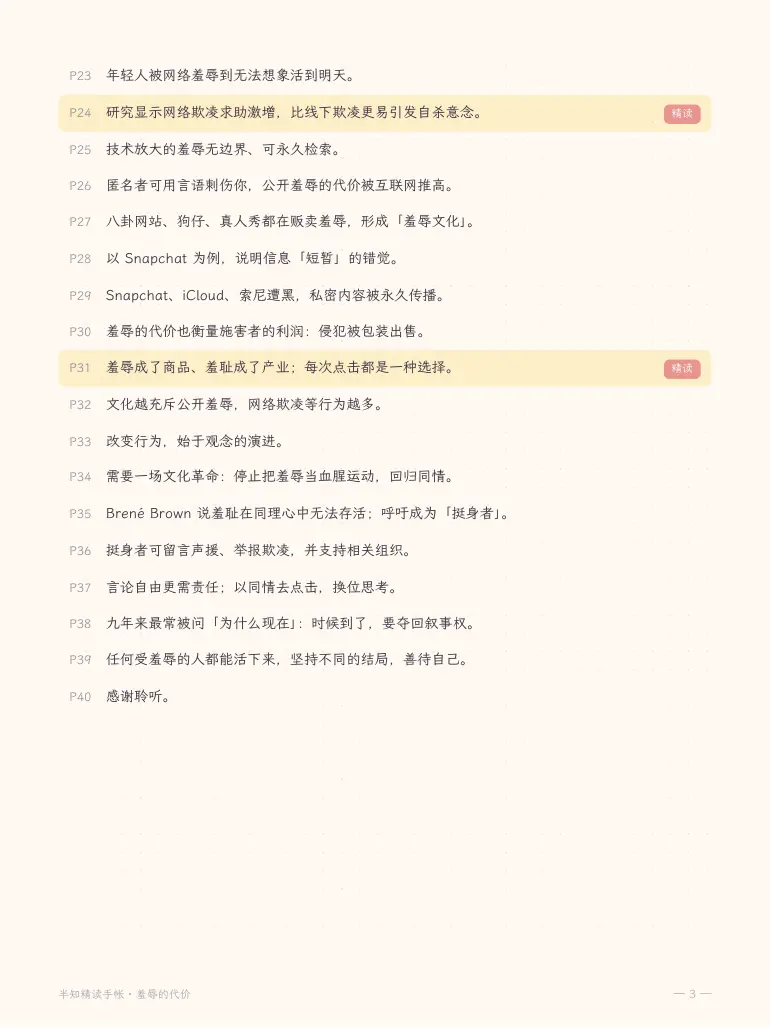 P23 年轻人被网络羞辱到无法想象活到明天。
P24 研究显示网络欺凌求助激增，比线下欺凌更易引发自杀意念。 精读
P25 技术放大的羞辱无边界、可永久检索。
P26 匿名者可用言语刺伤你，公开羞辱的代价被互联网推高。
P27 八卦网站、狗仔、真人秀都在贩卖羞辱，形成「羞辱文化」。
P28 以 Snapchat 为例，说明信息「短暂」的错觉。
P29 Snapchat、iCloud、索尼遭黑，私密内容被永久传播。
P30 羞辱的代价也衡量施害者的利润：侵犯被包装出售。
P31 羞辱成了商品、羞耻成了产业；每次点击都是一种选择。 精读
P32 文化越充斥公开羞辱，网络欺凌等行为越多。
P33 改变行为，始于观念的演进。
P34 需要一场文化革命：停止把羞辱当血腥运动，回归同情。
P35 Brené Brown 说羞耻在同理心中无法存活；呼吁成为「挺身者」。
P36 挺身者可留言声援、举报欺凌，并支持相关组织。
P37 言论自由更需责任；以同情去点击，换位思考。
P38 九年来最常被问「为什么现在」：时候到了，要夺回叙事权。
P39 任何受羞辱的人都能活下来，坚持不同的结局，善待自己。
P40 感谢聆听。
半知精读手帐·羞辱的代价
— 3 —